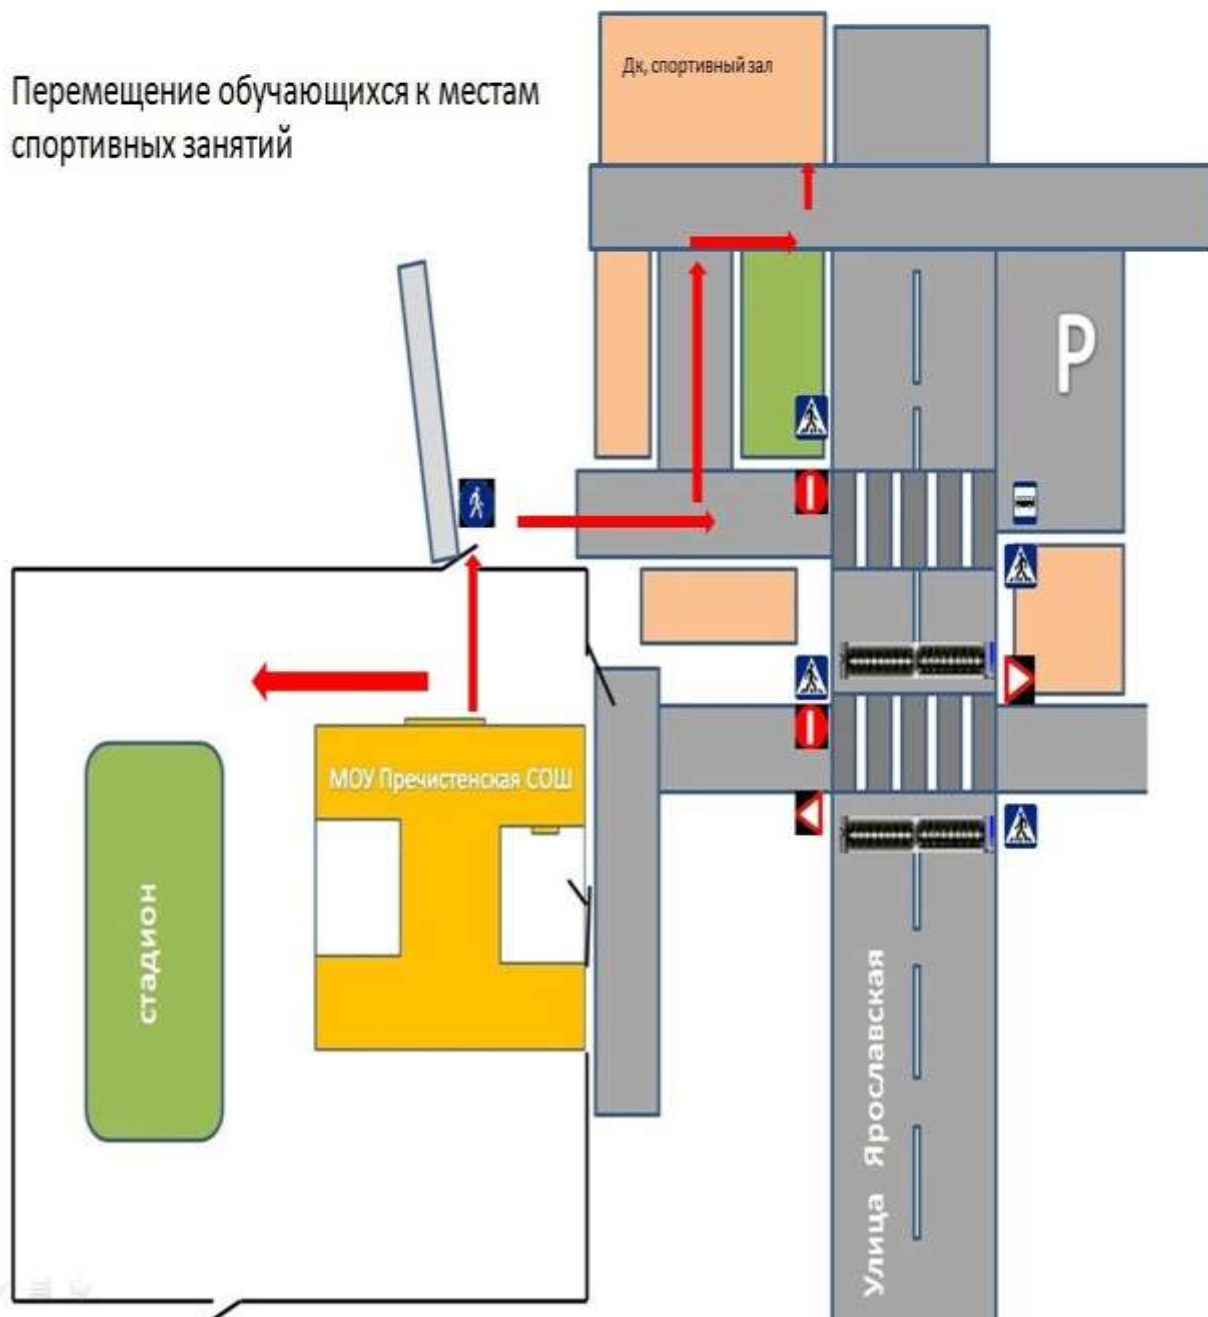 Дк, спортивный зал
Перемещение обучающихся к местам
спортивных занятий
P
МОУ Пречистенская СОШ
стадион
Улица Ярославская